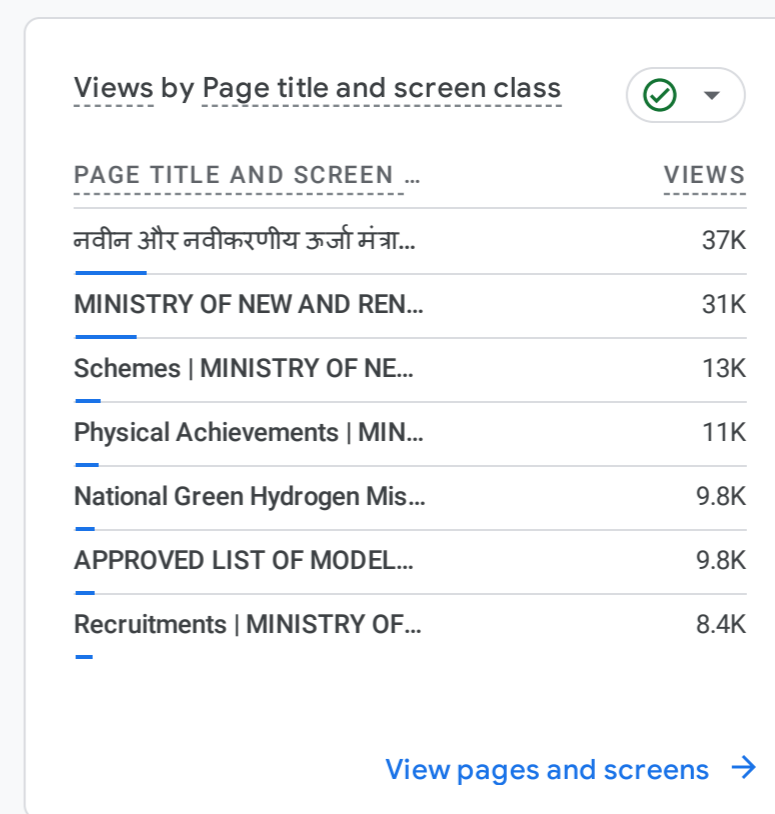 Views by Page title and screen class
PAGE TITLE AND SCREEN ... VIEWS
नवीन और नवीकरणीय ऊर्जा मंत्रा... 37K
MINISTRY OF NEW AND REN... 31K
Schemes | MINISTRY OF NE... 13K
Physical Achievements | MIN... 11K
National Green Hydrogen Mis... 9.8K
APPROVED LIST OF MODEL... 9.8K
Recruitments | MINISTRY OF... 8.4K
View pages and screens